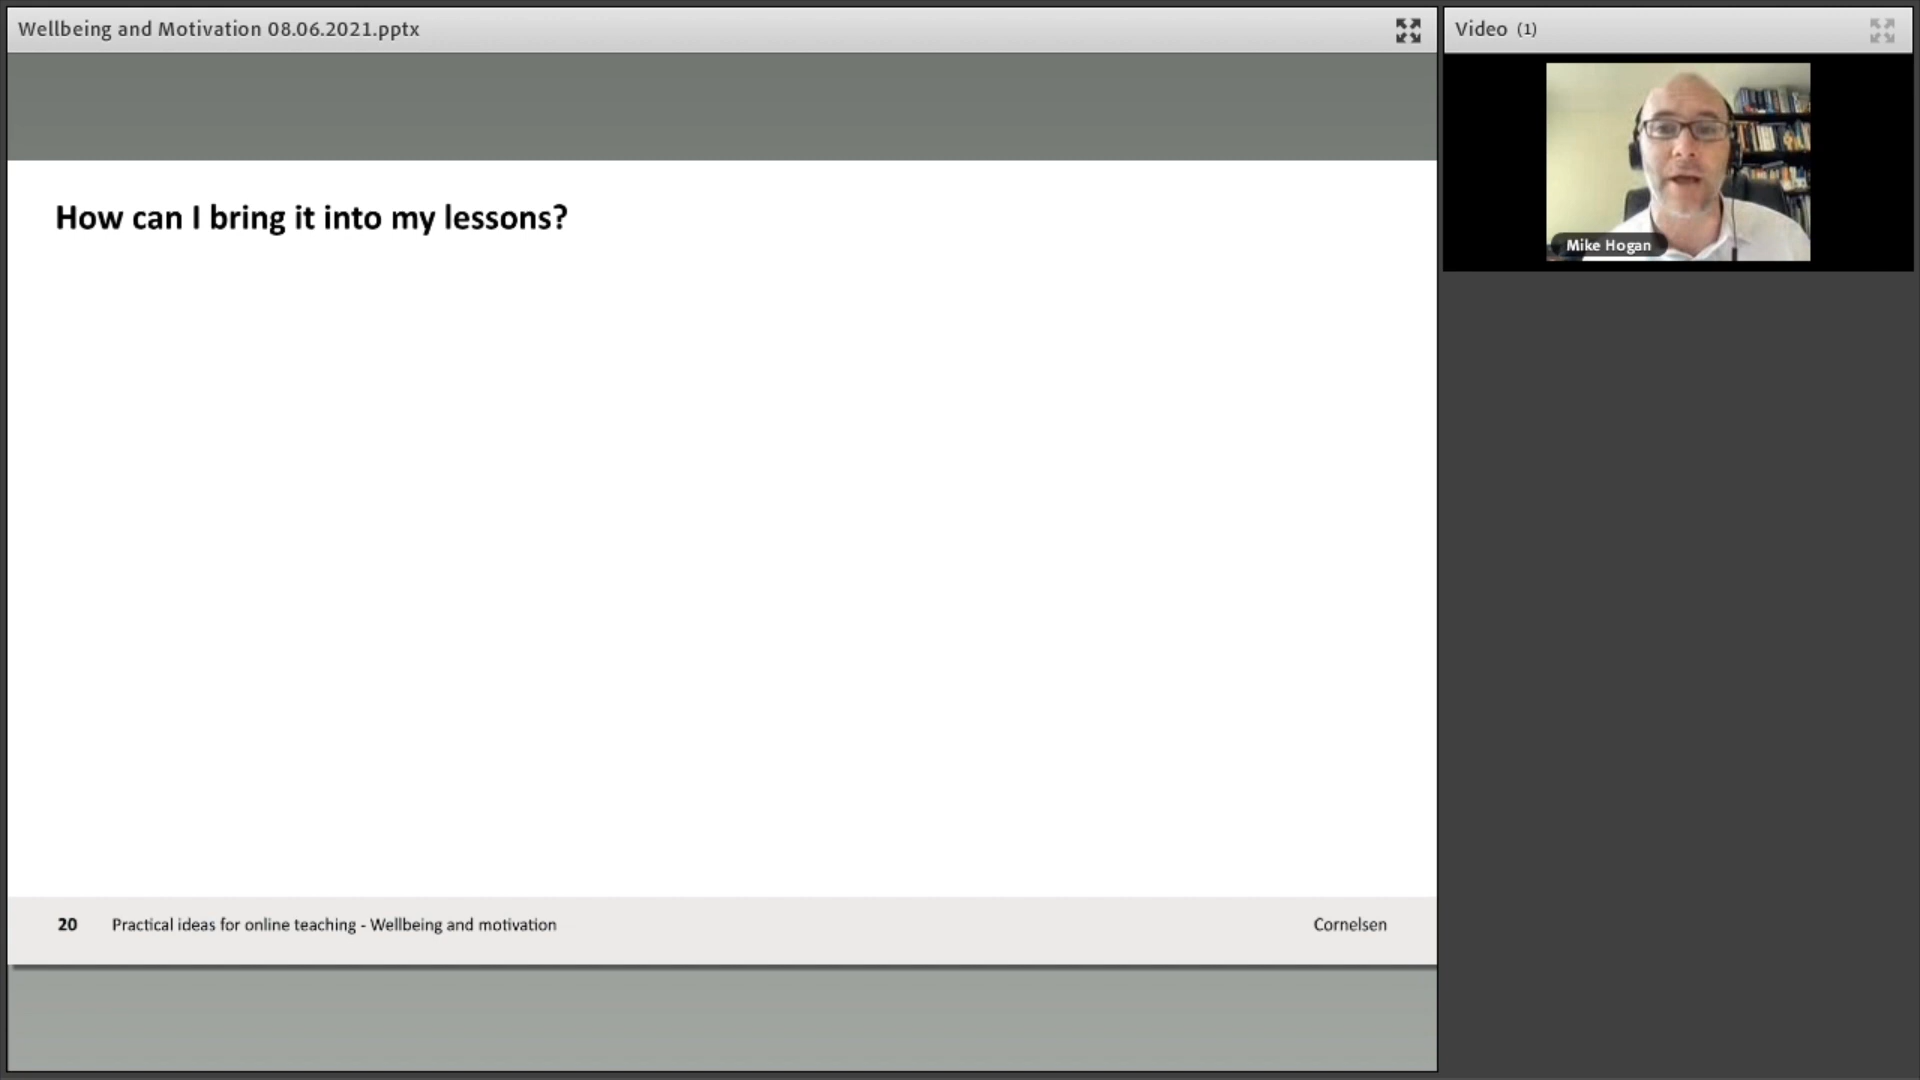 Wellbeing and Motivation 08.06.2021.pptx
Video (1)
Mike Hogan
How can I bring it into my lessons?
20 Practical ideas for online teaching - Wellbeing and motivation Cornelsen